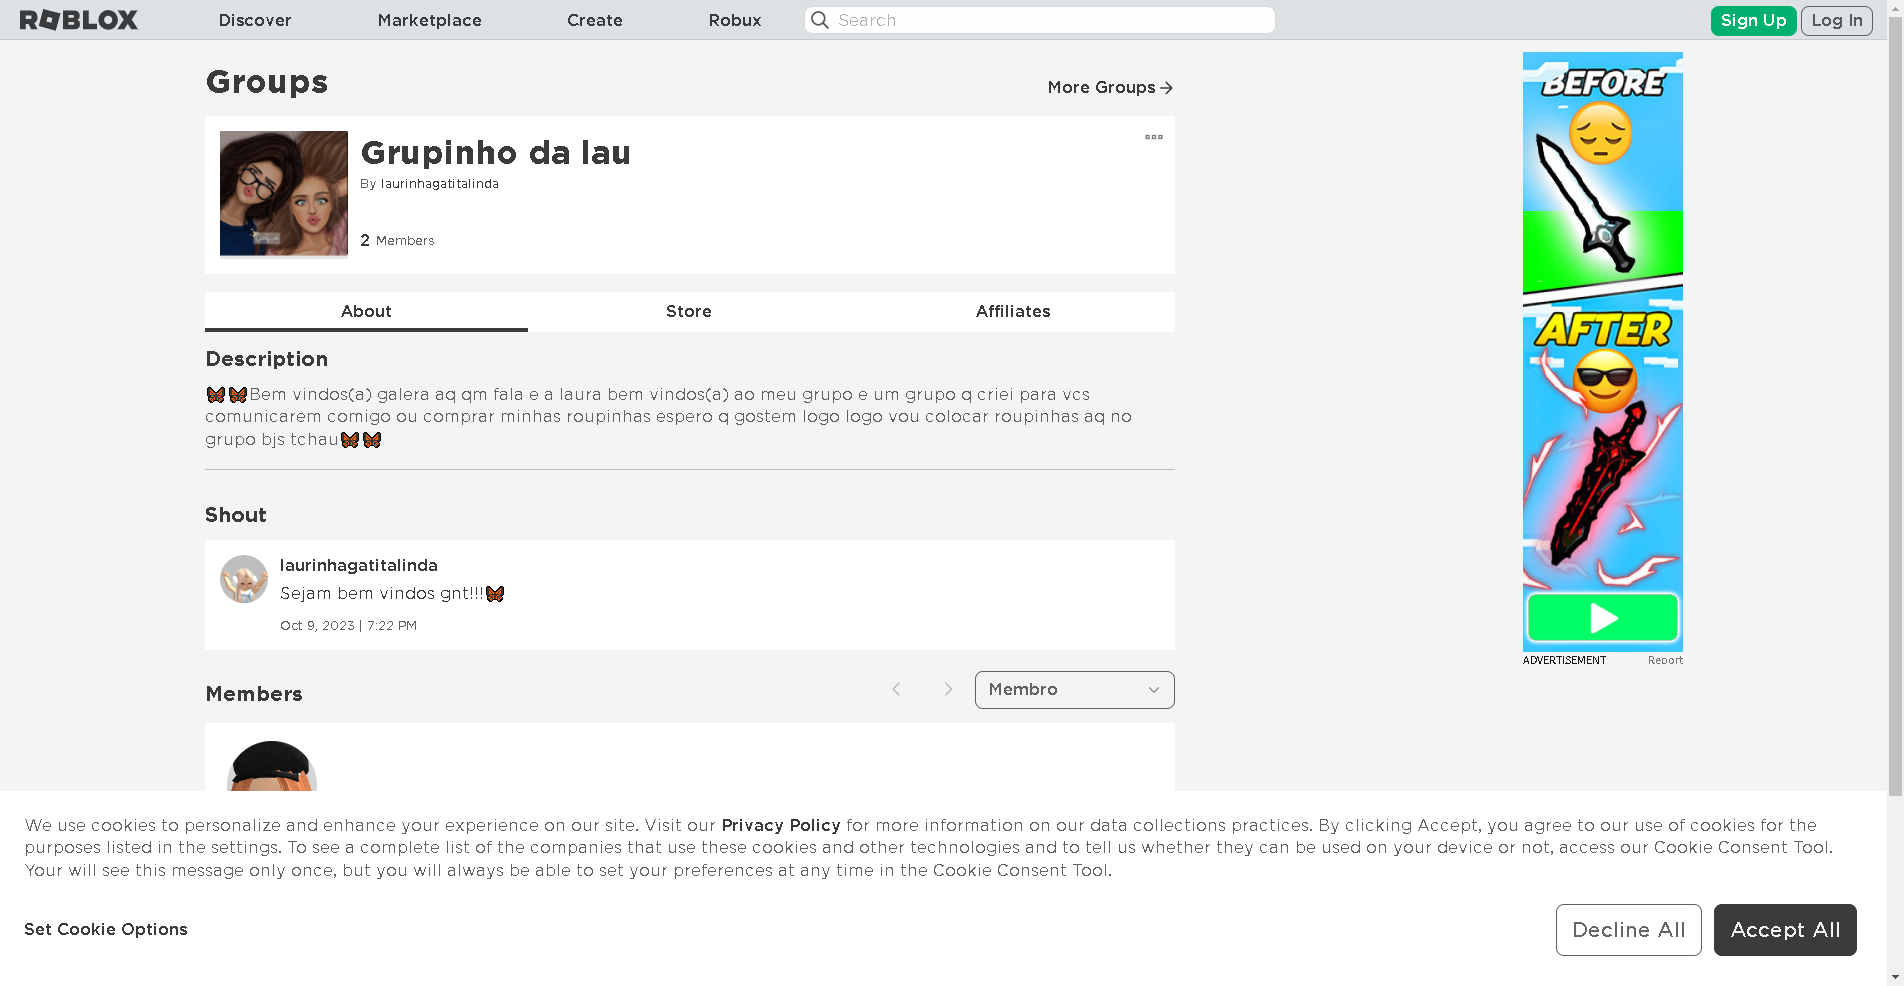 ROBLOX
Discover
Marketplace
Create
Robux
Search
Sign Up
Log In
Groups
More Groups
Grupinho da lau
By laurinhagatitalinda
2 Members
About
Store
Affiliates
Description
Bem vindos(a) galera aq qm fala e a laura bem vindos(a) ao meu grupo e um grupo q criei para vcs
comunicarem comigo ou comprar minhas roupinhas espero q gostem logo logo vou colocar roupinhas aq no
grupo bjs tchau
Shout
laurinhagatitalinda
Sejam bem vindos gnt!!!
Oct 9, 2023 | 7:22 PM
Members
Membro
BEFORE
AFTER
ADVERTISEMENT
Report
We use cookies to personalize and enhance your experience on our site. Visit our Privacy Policy for more information on our data collections practices. By clicking Accept, you agree to our use of cookies for the
purposes listed in the settings. To see a complete list of the companies that use these cookies and other technologies and to tell us whether they can be used on your device or not, access our Cookie Consent Tool.
Your will see this message only once, but you will always be able to set your preferences at any time in the Cookie Consent Tool.
Set Cookie Options
Decline All
Accept All